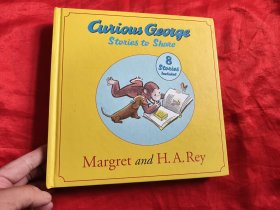 Curious George
Stories to Share
8
Stories
Included!
Margret and H. A. Rey